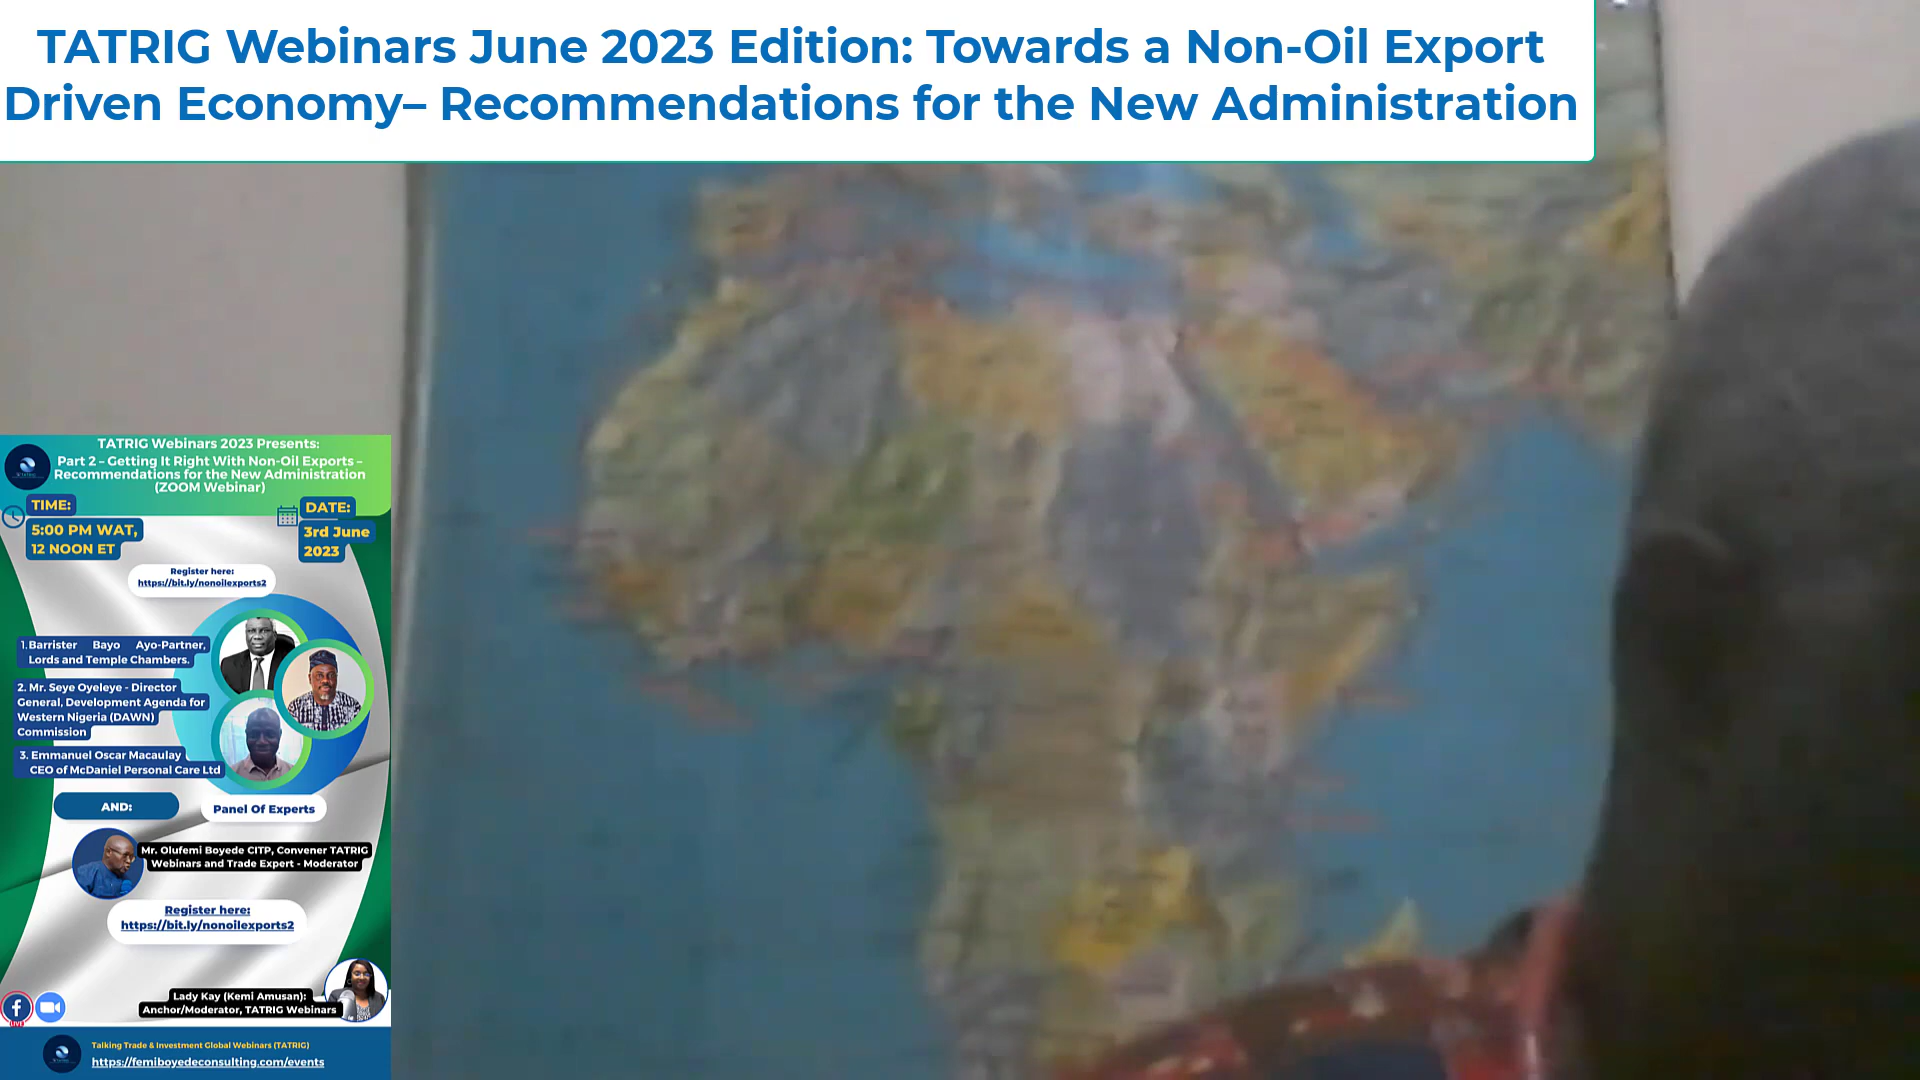 TATRIG Webinars June 2023 Edition: Towards a Non-Oil Export
Driven Economy– Recommendations for the New Administration
TATRIG Webinars 2023 Presents:
Part 2 – Getting It Right With Non-Oil Exports –
Recommendations for the New Administration
(ZOOM Webinar)
TIME:
5:00 PM WAT,
12 NOON ET
DATE:
3rd June
2023
Register here:
https://bit.ly/nonoilexports2
1.Barrister Bayo Ayo-Partner,
Lords and Temple Chambers.
2. Mr. Seye Oyeleye - Director
General, Development Agenda for
Western Nigeria (DAWN)
Commission
3. Emmanuel Oscar Macaulay
CEO of McDaniel Personal Care Ltd
AND:
Panel Of Experts
Mr. Olufemi Boyede CITP, Convener TATRIG
Webinars and Trade Expert - Moderator
Register here:
https://bit.ly/nonoilexports2
Lady Kay (Kemi Amusan):
Anchor/Moderator, TATRIG Webinars
LIVE
Talking Trade & Investment Global Webinars (TATRIG)
https://femiboyedeconsulting.com/events